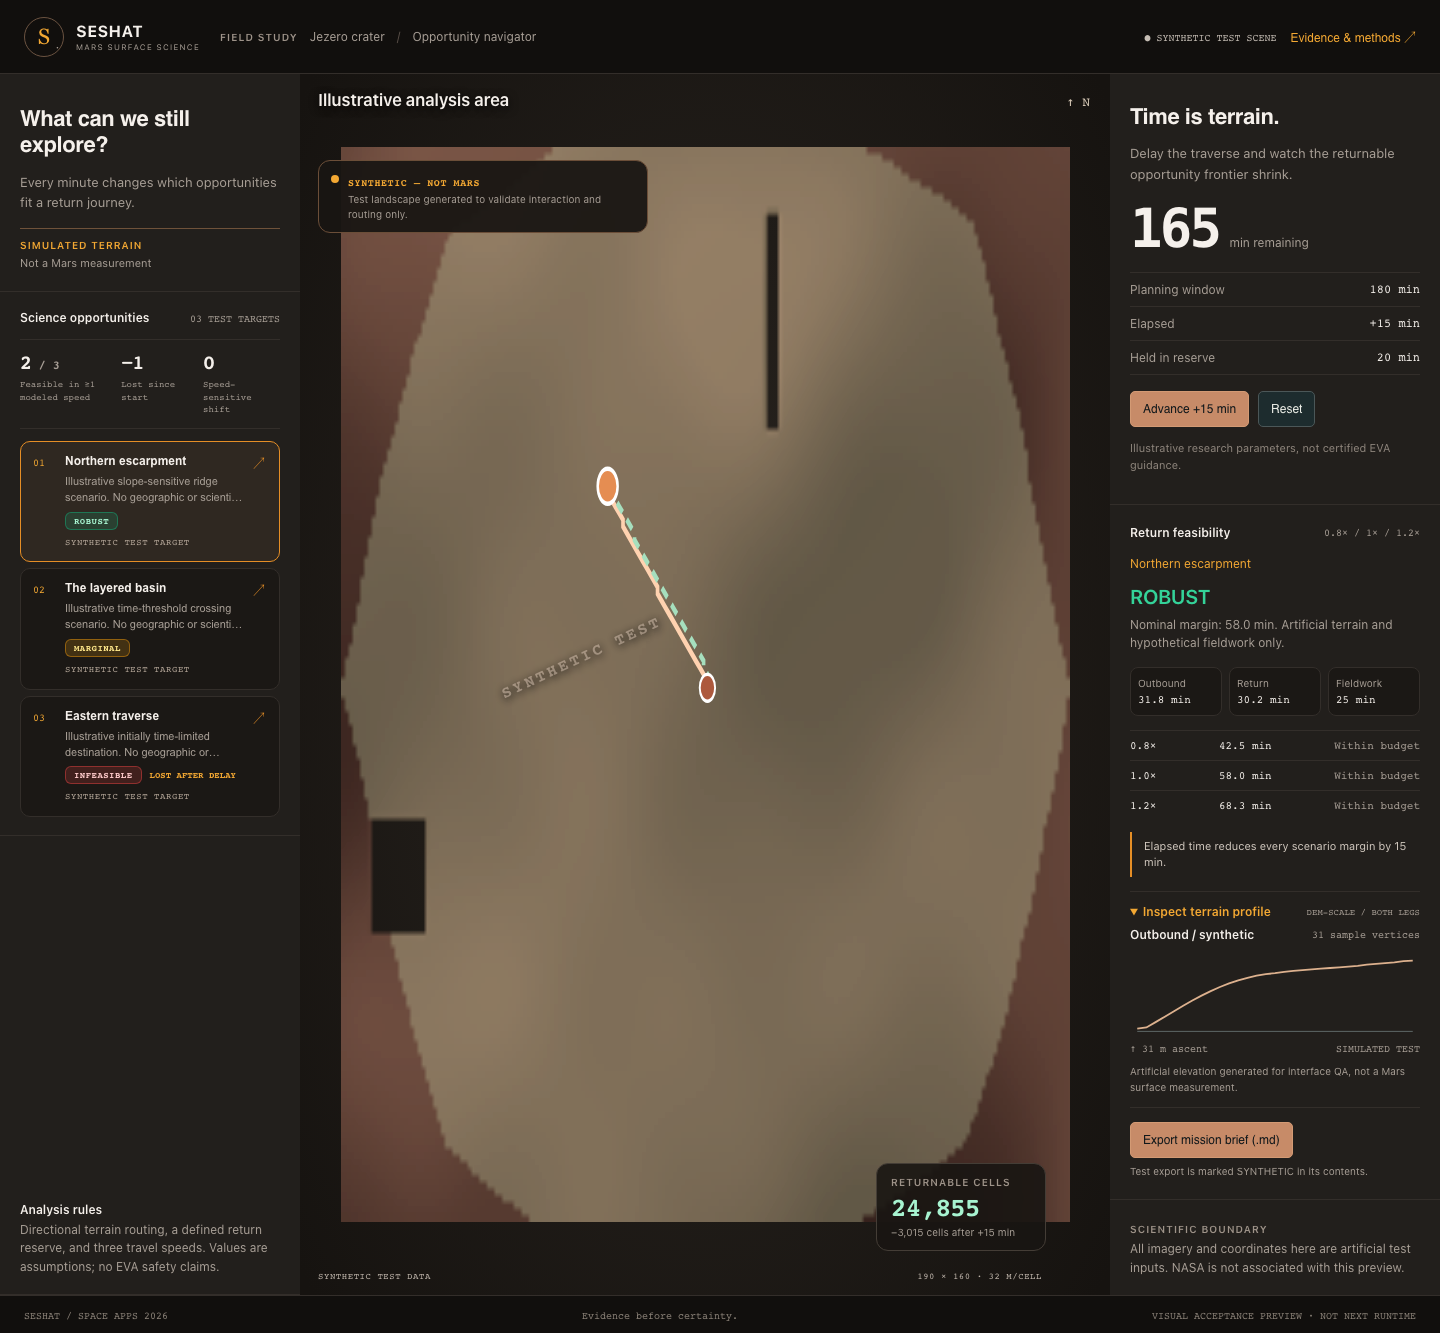 S
SESHAT
MARS SURFACE SCIENCE
FIELD STUDY Jezero crater / Opportunity navigator
● SYNTHETIC TEST SCENE Evidence & methods ↗
What can we still
explore?
Every minute changes which opportunities
fit a return journey.
SIMULATED TERRAIN
Not a Mars measurement
Science opportunities 03 TEST TARGETS
2 / 3 −1 0
Feasible in ≥1 Lost since Speed-
modeled speed start sensitive
shift
01 Northern escarpment ↗
Illustrative slope-sensitive ridge
scenario. No geographic or scienti…
ROBUST
SYNTHETIC TEST TARGET
02 The layered basin ↗
Illustrative time-threshold crossing
scenario. No geographic or scienti…
MARGINAL
SYNTHETIC TEST TARGET
03 Eastern traverse ↗
Illustrative initially time-limited
destination. No geographic or…
INFEASIBLE LOST AFTER DELAY
SYNTHETIC TEST TARGET
Analysis rules
Directional terrain routing, a defined return
reserve, and three travel speeds. Values are
assumptions; no EVA safety claims.
Illustrative analysis area ↑ N
SYNTHETIC — NOT MARS
Test landscape generated to validate interaction and
routing only.
SYNTHETIC TEST
RETURNABLE CELLS
24,855
−3,015 cells after +15 min
SYNTHETIC TEST DATA 190 × 160 · 32 M/CELL
Time is terrain.
Delay the traverse and watch the returnable
opportunity frontier shrink.
165 min remaining
Planning window 180 min
Elapsed +15 min
Held in reserve 20 min
Advance +15 min Reset
Illustrative research parameters, not certified EVA
guidance.
Return feasibility 0.8× / 1× / 1.2×
Northern escarpment
ROBUST
Nominal margin: 58.0 min. Artificial terrain and
hypothetical fieldwork only.
Outbound Return Fieldwork
31.8 min 30.2 min 25 min
0.8× 42.5 min Within budget
1.0× 58.0 min Within budget
1.2× 68.3 min Within budget
Elapsed time reduces every scenario margin by 15
min.
▼ Inspect terrain profile DEM-SCALE / BOTH LEGS
Outbound / synthetic 31 sample vertices
↑ 31 m ascent SIMULATED TEST
Artificial elevation generated for interface QA, not a Mars
surface measurement.
Export mission brief (.md)
Test export is marked SYNTHETIC in its contents.
SCIENTIFIC BOUNDARY
All imagery and coordinates here are artificial test
inputs. NASA is not associated with this preview.
SESHAT / SPACE APPS 2026 Evidence before certainty. VISUAL ACCEPTANCE PREVIEW · NOT NEXT RUNTIME